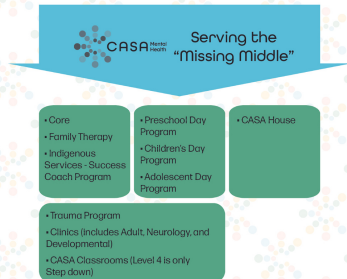 CASA Mental Health
Serving the
"Missing Middle"
• Core
• Family Therapy
• Indigenous
Services - Success
Coach Program
• Preschool Day
Program
• Children's Day
Program
• Adolescent Day
Program
• CASA House
• Trauma Program
• Clinics (includes Adult, Neurology, and
Developmental)
• CASA Classrooms (Level 4 is only
Step down)